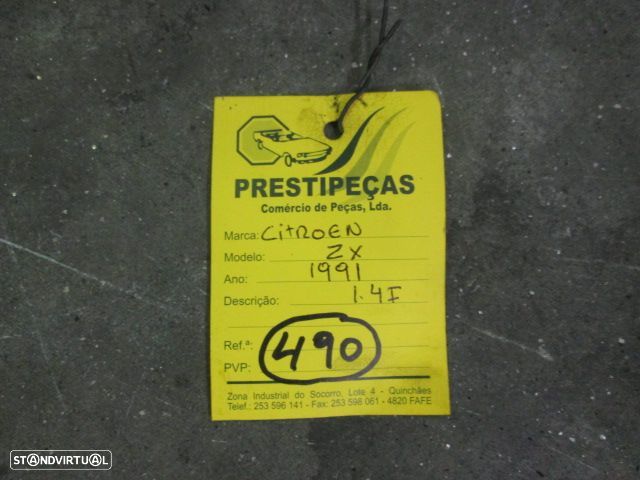 PRESTIPEÇAS
Comércio de Peças, Lda.
Marca: CitROEN
Modelo: ZX
Ano: 1991
Descrição: 1.4I
Ref.ª: 490
PVP:
Zona Industrial do Socorro, Lote 4 - Quinchães
Telef.: 253 596 141 - Fax: 253 598 061 - 4820 FAFE
STANDVIRTUAL